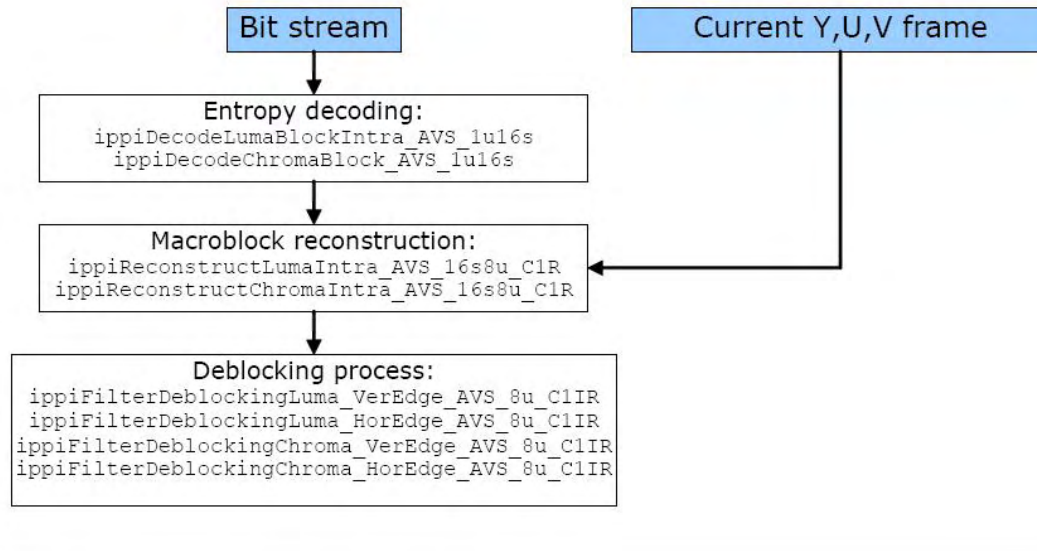 Bit stream
Current Y,U,V frame
Entropy decoding:
ippiDecodeLumaBlockIntra_AVS_1u16s
ippiDecodeChromaBlock_AVS_1u16s
Macroblock reconstruction:
ippiReconstructLumaIntra_AVS_16s8u_C1R
ippiReconstructChromaIntra_AVS_16s8u_C1R
Deblocking process:
ippiFilterDeblockingLuma_VerEdge_AVS_8u_C1IR
ippiFilterDeblockingLuma_HorEdge_AVS_8u_C1IR
ippiFilterDeblockingChroma_VerEdge_AVS_8u_C1IR
ippiFilterDeblockingChroma_HorEdge_AVS_8u_C1IR